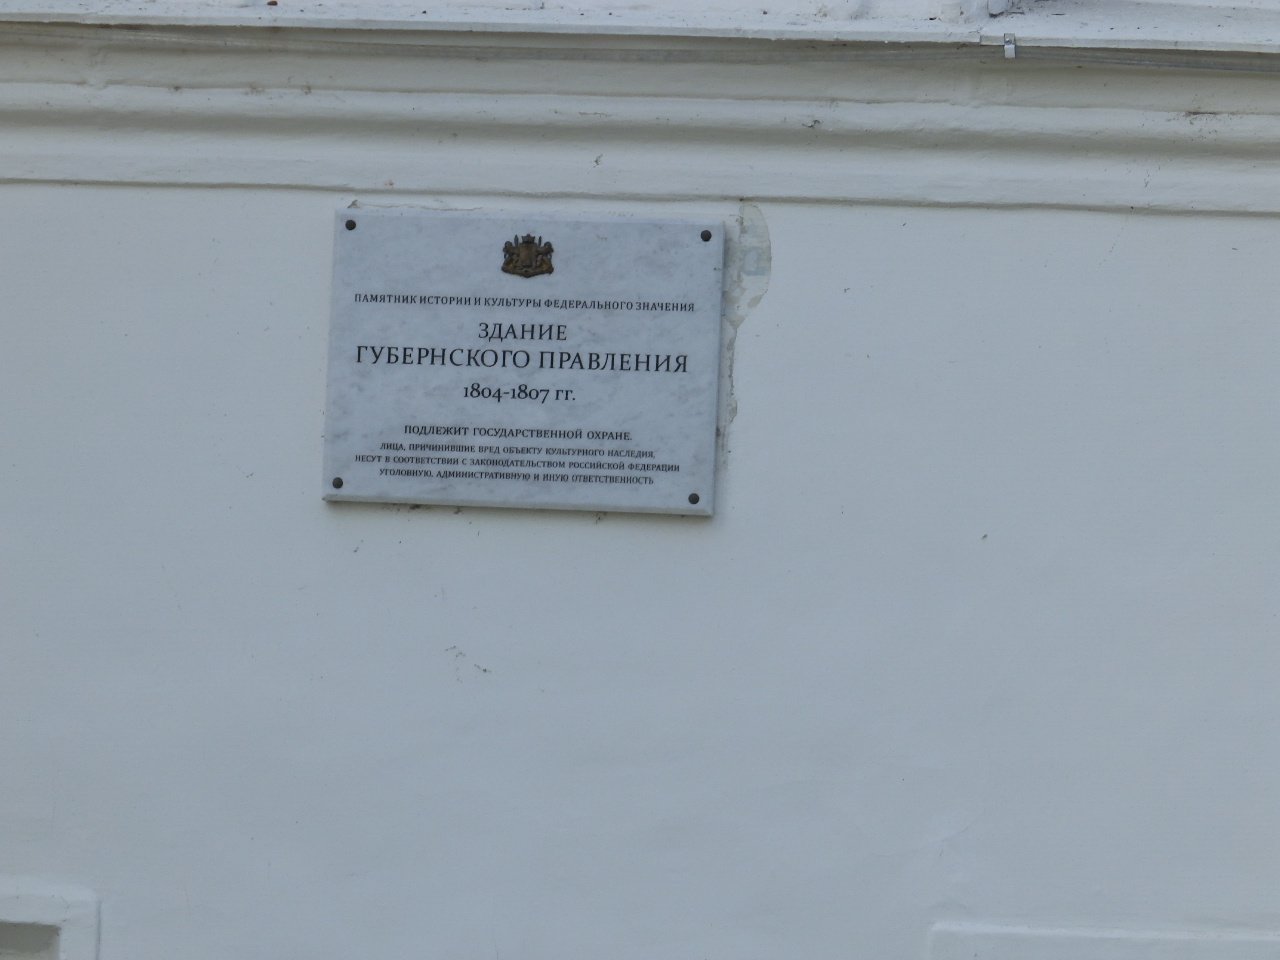 ПАМЯТНИК ИСТОРИИ И КУЛЬТУРЫ ФЕДЕРАЛЬНОГО ЗНАЧЕНИЯ
ЗДАНИЕ
ГУБЕРНСКОГО ПРАВЛЕНИЯ
1804-1807 гг.
ПОДЛЕЖИТ ГОСУДАРСТВЕННОЙ ОХРАНЕ.
ЛИЦА, ПРИЧИНИВШИЕ ВРЕД ОБЪЕКТУ КУЛЬТУРНОГО НАСЛЕДИЯ,
НЕСУТ В СООТВЕТСТВИИ С ЗАКОНОДАТЕЛЬСТВОМ РОССИЙСКОЙ ФЕДЕРАЦИИ
УГОЛОВНУЮ, АДМИНИСТРАТИВНУЮ И ИНУЮ ОТВЕТСТВЕННОСТЬ